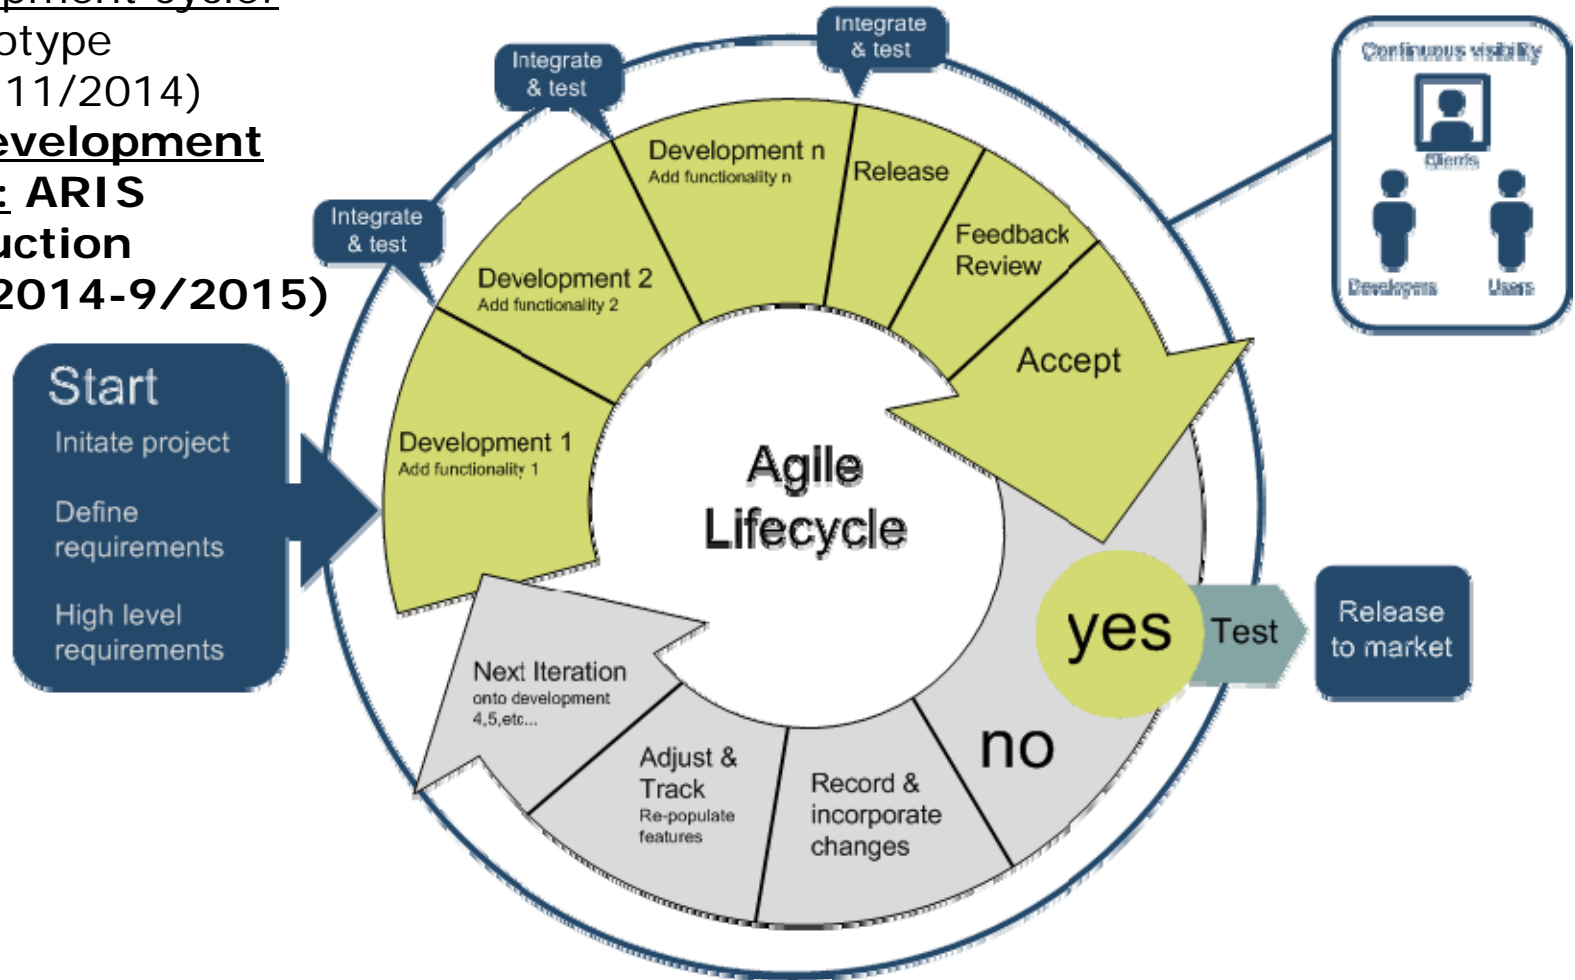 opment cycle:
otype
11/2014)
evelopment
: ARIS
uction
2014-9/2015)
Integrate
& test
Integrate
& test
Integrate
& test
Continuous visibility
Clients
Developers
Users
Start
Initate project
Define
requirements
High level
requirements
Development 1
Add functionality 1
Development 2
Add functionality 2
Development n
Add functionality n
Release
Feedback
Review
Accept
Agile
Lifecycle
yes
Test
Release
to market
no
Record &
incorporate
changes
Adjust &
Track
Re-populate
features
Next Iteration
onto development
4,5,etc...